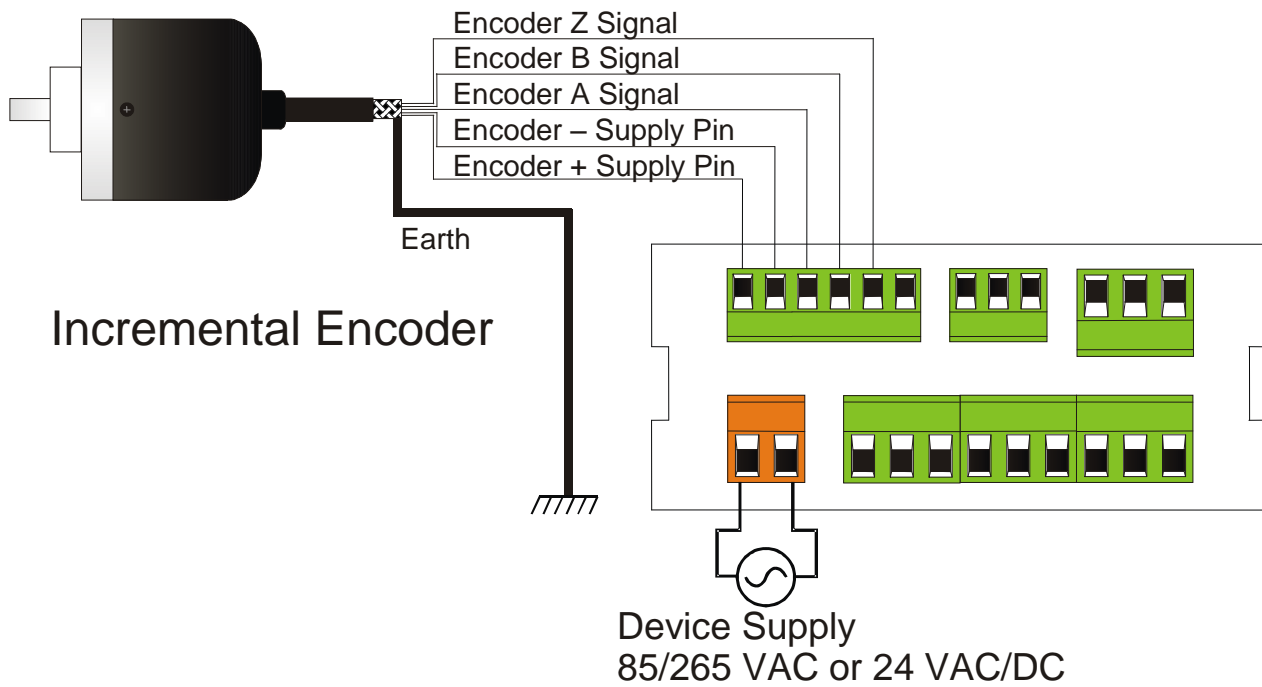 Encoder Z Signal
Encoder B Signal
Encoder A Signal
Encoder – Supply Pin
Encoder + Supply Pin
Earth
Incremental Encoder
Device Supply
85/265 VAC or 24 VAC/DC